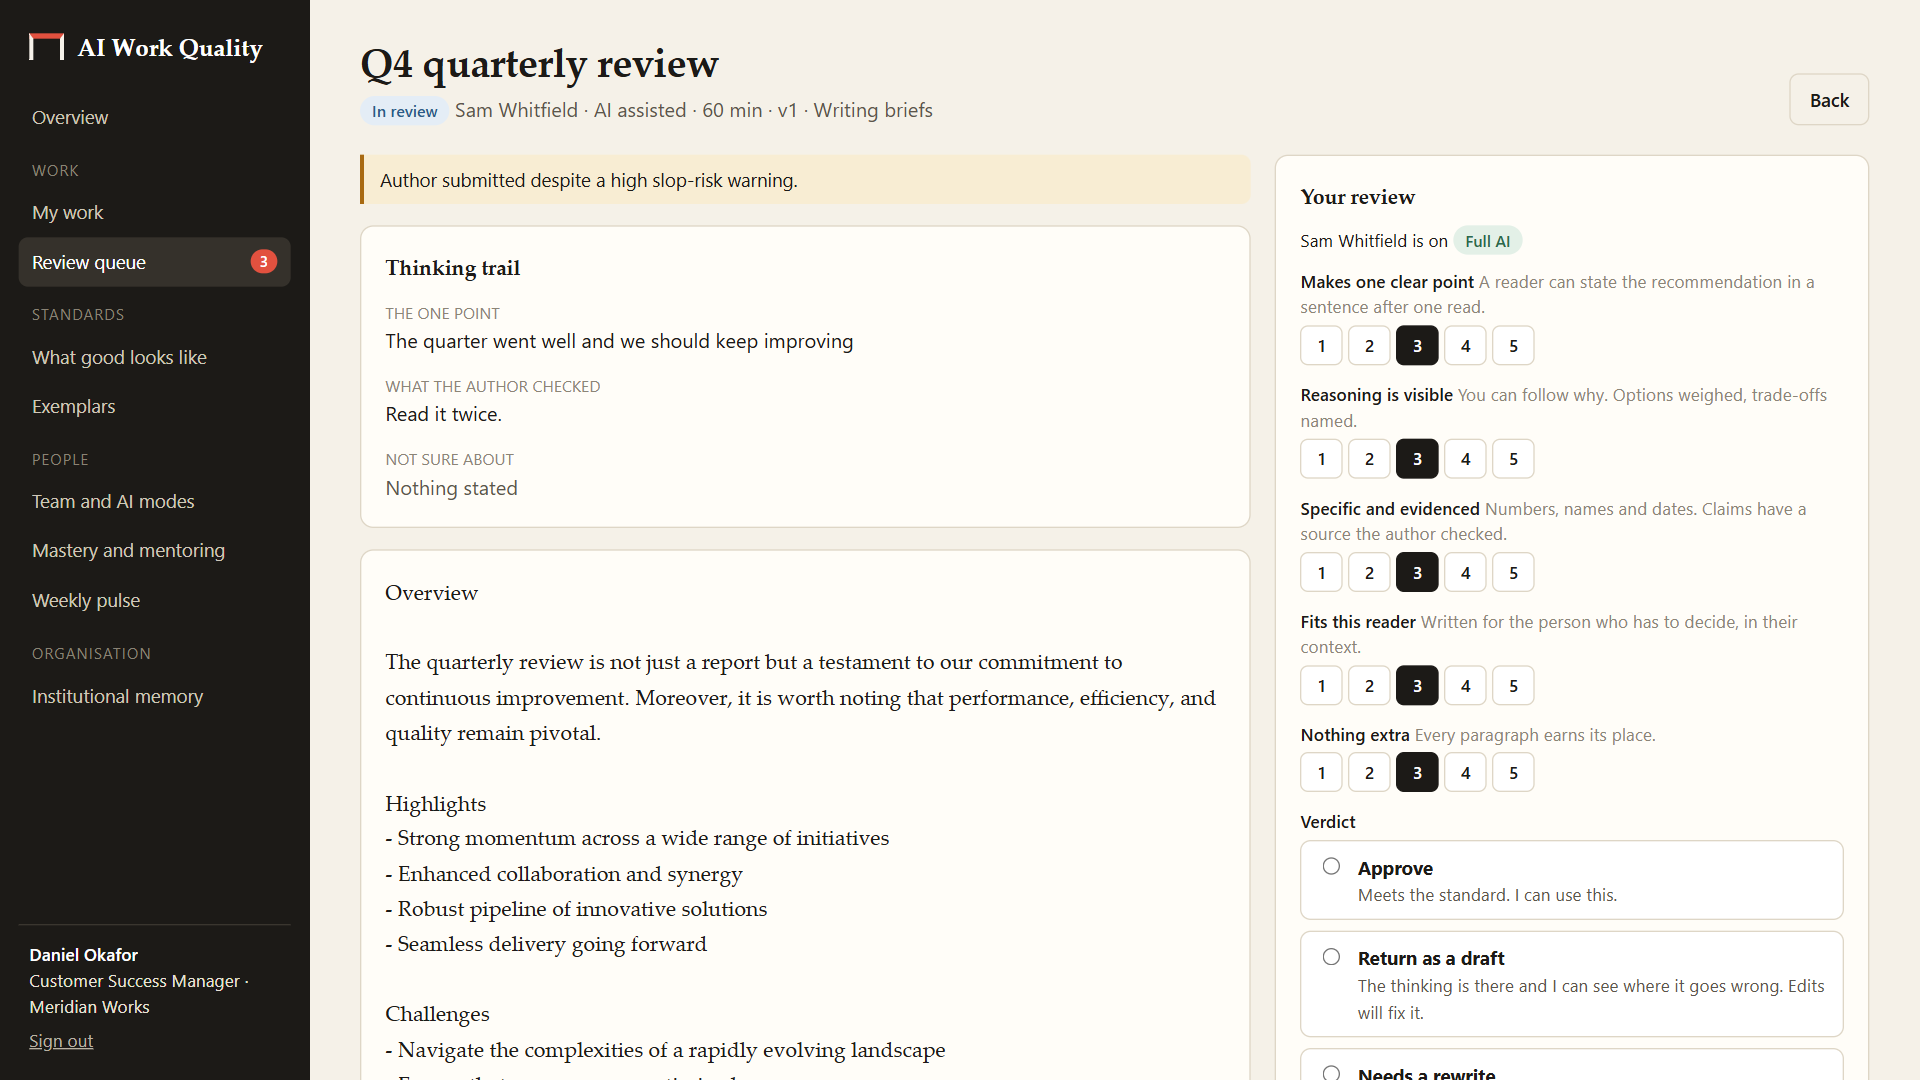 AI Work Quality
Overview
WORK
My work
Review queue
3
STANDARDS
What good looks like
Exemplars
PEOPLE
Team and AI modes
Mastery and mentoring
Weekly pulse
ORGANISATION
Institutional memory
Daniel Okafor
Customer Success Manager ·
Meridian Works
Sign out
Q4 quarterly review
In review Sam Whitfield · AI assisted · 60 min · v1 · Writing briefs
Back
Author submitted despite a high slop-risk warning.
Thinking trail
THE ONE POINT
The quarter went well and we should keep improving
WHAT THE AUTHOR CHECKED
Read it twice.
NOT SURE ABOUT
Nothing stated
Overview
The quarterly review is not just a report but a testament to our commitment to
continuous improvement. Moreover, it is worth noting that performance, efficiency, and
quality remain pivotal.
Highlights
- Strong momentum across a wide range of initiatives
- Enhanced collaboration and synergy
- Robust pipeline of innovative solutions
- Seamless delivery going forward
Challenges
- Navigate the complexities of a rapidly evolving landscape
Your review
Sam Whitfield is on Full AI
Makes one clear point A reader can state the recommendation in a
sentence after one read.
1 2 3 4 5
Reasoning is visible You can follow why. Options weighed, trade-offs
named.
1 2 3 4 5
Specific and evidenced Numbers, names and dates. Claims have a
source the author checked.
1 2 3 4 5
Fits this reader Written for the person who has to decide, in their
context.
1 2 3 4 5
Nothing extra Every paragraph earns its place.
1 2 3 4 5
Verdict
Approve
Meets the standard. I can use this.
Return as a draft
The thinking is there and I can see where it goes wrong. Edits
will fix it.
Needs a rewrite